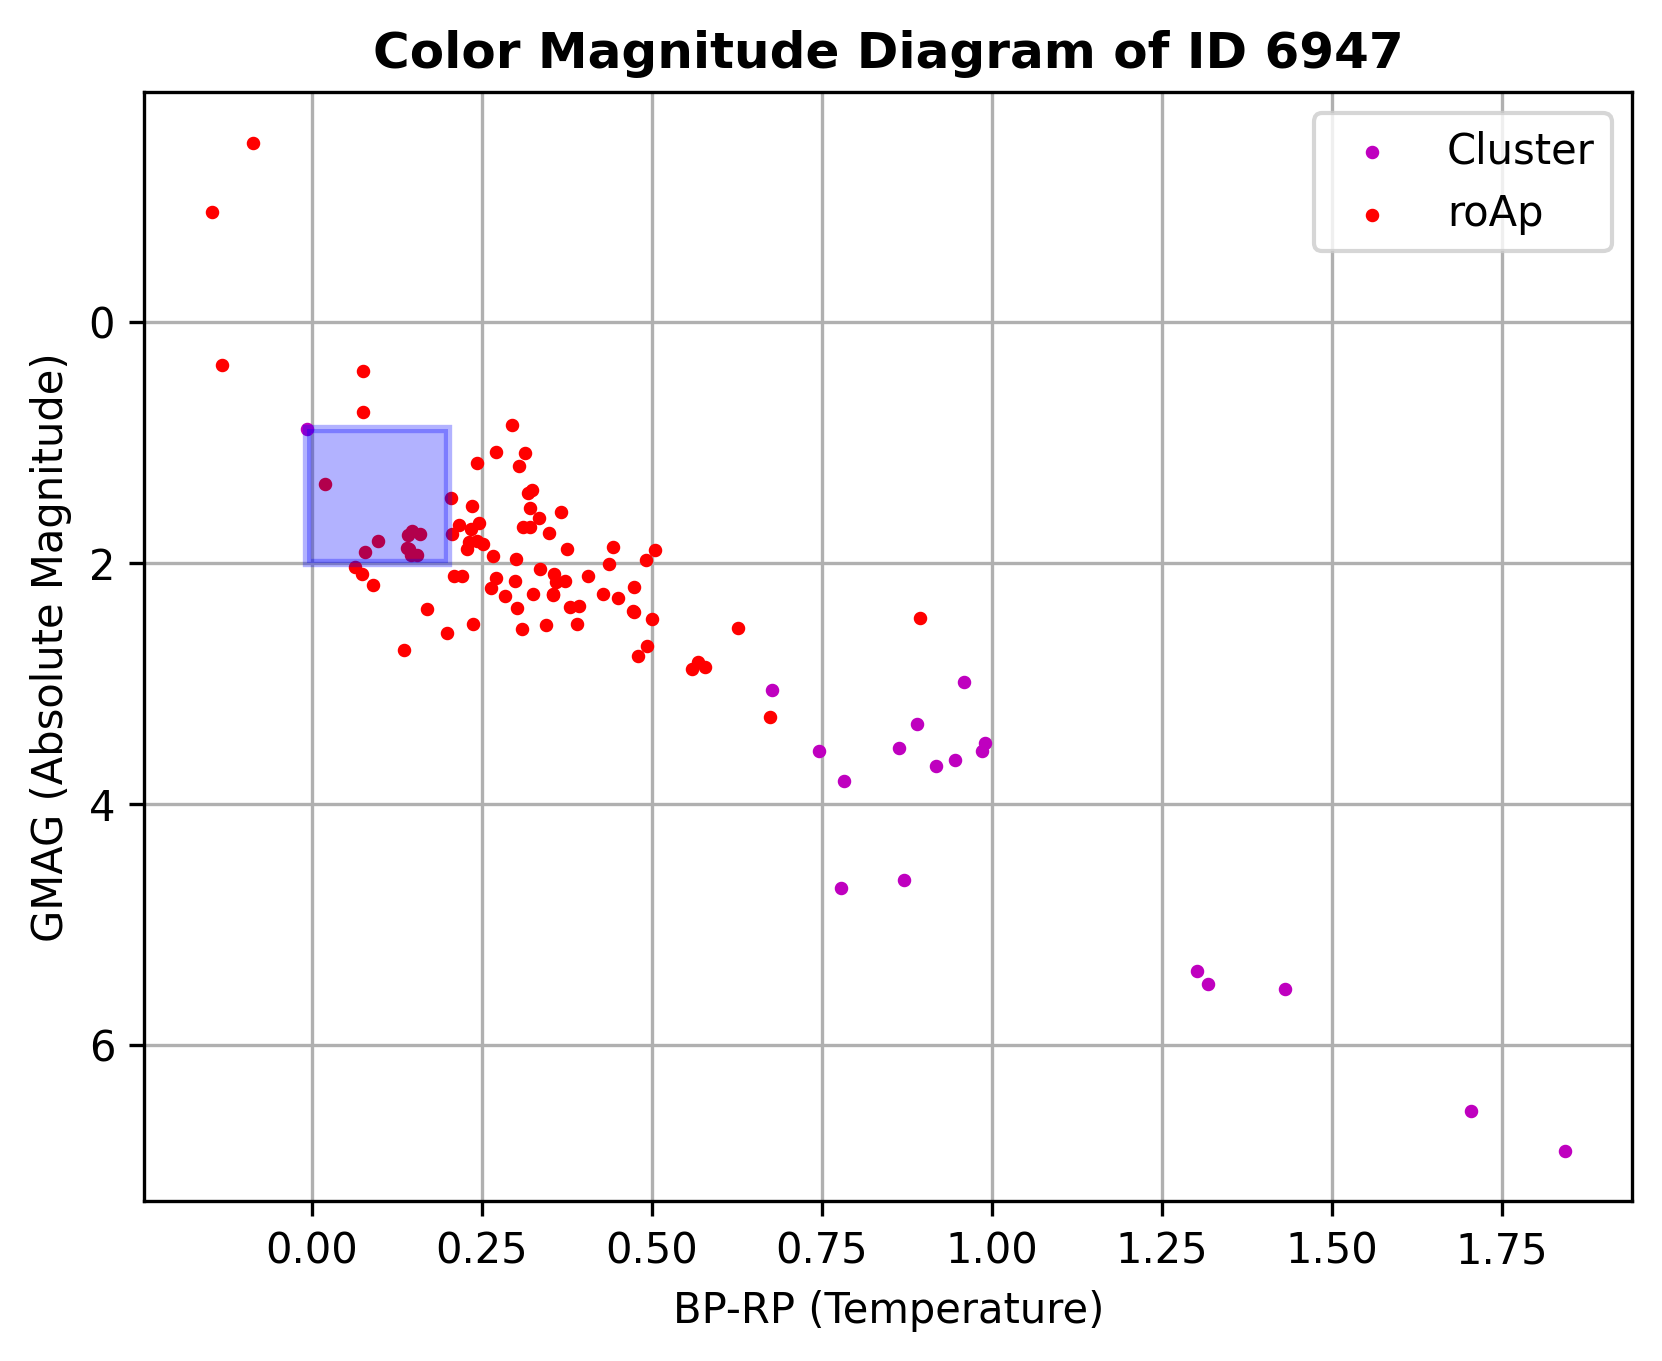 Color Magnitude Diagram of ID 6947
Cluster
roAp
GMAG (Absolute Magnitude)
0
2
4
6
0.00 0.25 0.50 0.75 1.00 1.25 1.50 1.75
BP-RP (Temperature)